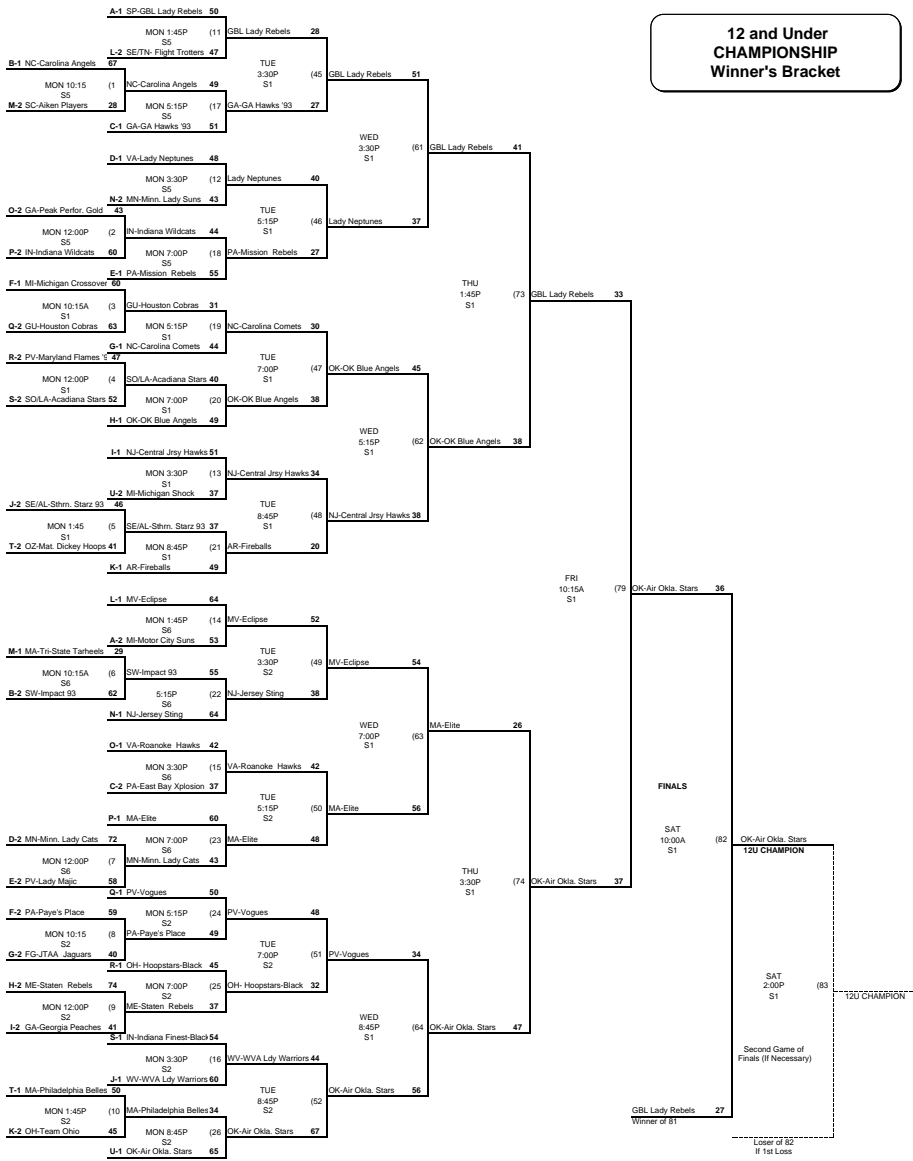 12 and Under
CHAMPIONSHIP
Winner's Bracket
A-1 SP-GBL Lady Rebels 50
MON 1:45P (11
S5
GBL Lady Rebels 28
L-2 SE/TN- Flight Trotters 47
B-1 NC-Carolina Angels 67
MON 10:15 (1
S5
M-2 SC-Aiken Players 28
NC-Carolina Angels 49
MON 5:15P (17
S5
C-1 GA-GA Hawks '93 51
GA-GA Hawks '93 27
TUE
3:30P (45
S1
GBL Lady Rebels 51
D-1 VA-Lady Neptunes 48
MON 3:30P (12
S5
N-2 MN-Minn. Lady Suns 43
Lady Neptunes 40
O-2 GA-Peak Perfor. Gold 43
MON 12:00P (2
S5
P-2 IN-Indiana Wildcats 60
IN-Indiana Wildcats 44
MON 7:00P (18
S5
E-1 PA-Mission Rebels 55
PA-Mission Rebels 27
TUE
5:15P (46
S1
Lady Neptunes 37
WED
3:30P (61
S1
GBL Lady Rebels 41
F-1 MI-Michigan Crossover 60
MON 10:15A (3
S1
Q-2 GU-Houston Cobras 63
GU-Houston Cobras 31
MON 5:15P (19
S1
G-1 NC-Carolina Comets 44
NC-Carolina Comets 30
R-2 PV-Maryland Flames '9 47
MON 12:00P (4
S1
S-2 SO/LA-Acadiana Stars 52
SO/LA-Acadiana Stars 40
MON 7:00P (20
S1
H-1 OK-OK Blue Angels 49
OK-OK Blue Angels 38
TUE
7:00P (47
S1
OK-OK Blue Angels 45
I-1 NJ-Central Jrsy Hawks 51
MON 3:30P (13
S1
U-2 MI-Michigan Shock 37
NJ-Central Jrsy Hawks 34
J-2 SE/AL-Sthrn. Starz 93 46
MON 1:45 (5
S1
T-2 OZ-Mat. Dickey Hoops 41
SE/AL-Sthrn. Starz 93 37
MON 8:45P (21
S1
K-1 AR-Fireballs 49
AR-Fireballs 20
TUE
8:45P (48
S1
NJ-Central Jrsy Hawks 38
WED
5:15P (62
S1
OK-OK Blue Angels 38
THU
1:45P (73
S1
GBL Lady Rebels 33
L-1 MV-Eclipse 64
MON 1:45P (14
S6
A-2 MI-Motor City Suns 53
MV-Eclipse 52
M-1 MA-Tri-State Tarheels 29
MON 10:15A (6
S6
B-2 SW-Impact 93 62
SW-Impact 93 55
5:15P (22
S6
N-1 NJ-Jersey Sting 64
NJ-Jersey Sting 38
TUE
3:30P (49
S2
MV-Eclipse 54
O-1 VA-Roanoke Hawks 42
MON 3:30P (15
S6
C-2 PA-East Bay Xplosion 37
VA-Roanoke Hawks 42
P-1 MA-Elite 60
D-2 MN-Minn. Lady Cats 72
MON 12:00P (7
S6
E-2 PV-Lady Majic 58
MON 7:00P (23
S6
MN-Minn. Lady Cats 43
MA-Elite 48
TUE
5:15P (50
S2
MA-Elite 56
WED
7:00P (63
S1
MA-Elite 26
Q-1 PV-Vogues 50
F-2 PA-Paye's Place 59
MON 10:15 (8
S2
G-2 FG-JTAA Jaguars 40
MON 5:15P (24
S2
PA-Paye's Place 49
PV-Vogues 48
R-1 OH- Hoopstars-Black 45
H-2 ME-Staten Rebels 74
MON 12:00P (9
S2
I-2 GA-Georgia Peaches 41
MON 7:00P (25
S2
ME-Staten Rebels 37
OH- Hoopstars-Black 32
TUE
7:00P (51
S2
PV-Vogues 34
S-1 IN-Indiana Finest-Black 54
MON 3:30P (16
S2
J-1 WV-WVA Ldy Warriors 60
WV-WVA Ldy Warriors 44
T-1 MA-Philadelphia Belles 50
MON 1:45P (10
S2
K-2 OH-Team Ohio 45
MA-Philadelphia Belles 34
MON 8:45P (26
S2
U-1 OK-Air Okla. Stars 65
OK-Air Okla. Stars 67
TUE
8:45P (52
S2
OK-Air Okla. Stars 56
WED
8:45P (64
S1
OK-Air Okla. Stars 47
THU
3:30P (74
S1
OK-Air Okla. Stars 37
FRI
10:15A (79
S1
OK-Air Okla. Stars 36
FINALS
SAT
10:00A (82
S1
OK-Air Okla. Stars
12U CHAMPION
GBL Lady Rebels 27
Winner of 81
SAT
2:00P (83
S1
12U CHAMPION
Second Game of
Finals (If Necessary)
Loser of 82
If 1st Loss